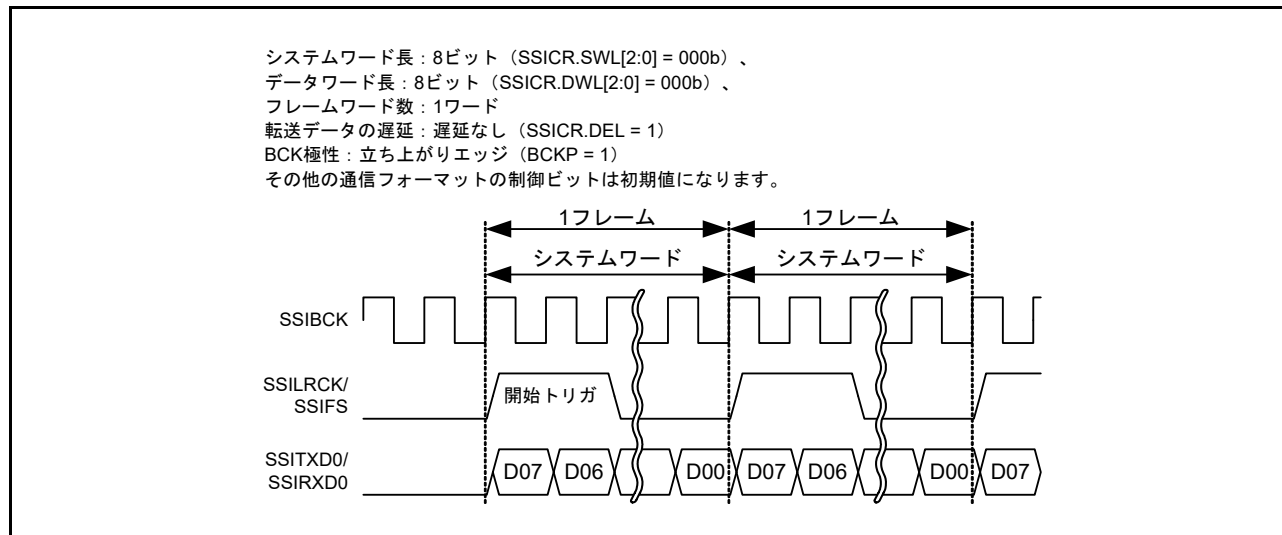 システムワード長：8ビット（SSICR.SWL[2:0] = 000b）、
データワード長：8ビット（SSICR.DWL[2:0] = 000b）、
フレームワード数：1ワード
転送データの遅延：遅延なし（SSICR.DEL = 1）
BCK極性：立ち上がりエッジ（BCKP = 1）
その他の通信フォーマットの制御ビットは初期値になります。
1フレーム 1フレーム
システムワード システムワード
SSIBCK
SSILRCK/
SSIFS
開始トリガ
SSITXD0/
SSIRXD0
D07 D06 D00 D07 D06 D00 D07